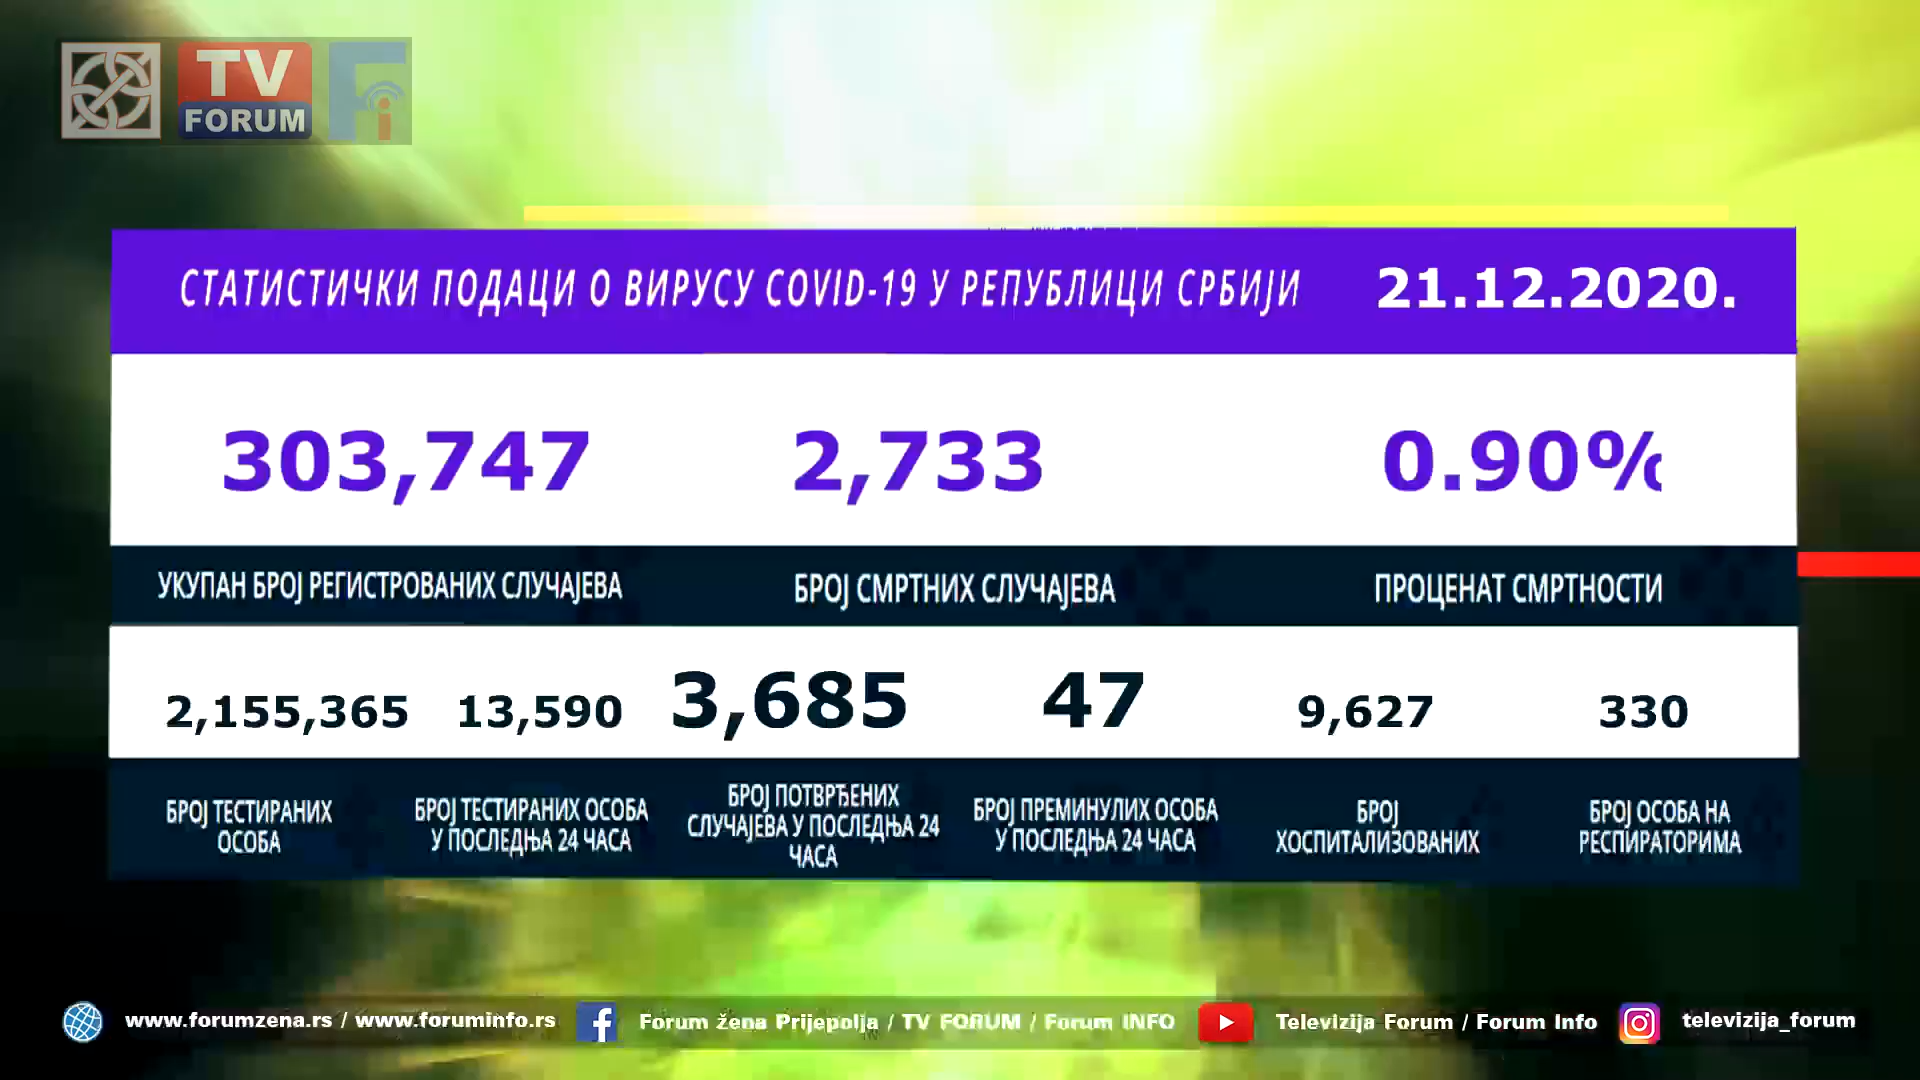 TV
FORUM
Fi
СТАТИСТИЧКИ ПОДАЦИ О ВИРУСУ COVID-19 У РЕПУБЛИЦИ СРБИЈИ 21.12.2020.
303,747 2,733 0.90%
УКУПАН БРОЈ РЕГИСТРОВАНИХ СЛУЧАЈЕВА БРОЈ СМРТНИХ СЛУЧАЈЕВА ПРОЦЕНАТ СМРТНОСТИ
2,155,365 13,590 3,685 47 9,627 330
БРОЈ ТЕСТИРАНИХ
ОСОБА
БРОЈ ТЕСТИРАНИХ ОСОБА
У ПОСЛЕДЊА 24 ЧАСА
БРОЈ ПОТВРЂЕНИХ
СЛУЧАЈЕВА У ПОСЛЕДЊА 24
ЧАСА
БРОЈ ПРЕМИНУЛИХ ОСОБА
У ПОСЛЕДЊА 24 ЧАСА
БРОЈ
ХОСПИТАЛИЗОВАНИХ
БРОЈ ОСОБА НА
РЕСПИРАТОРИМА
www.forumzena.rs / www.foruminfo.rs Forum žena Prijepolja / TV FORUM / Forum INFO Televizija Forum / Forum Info televizija_forum